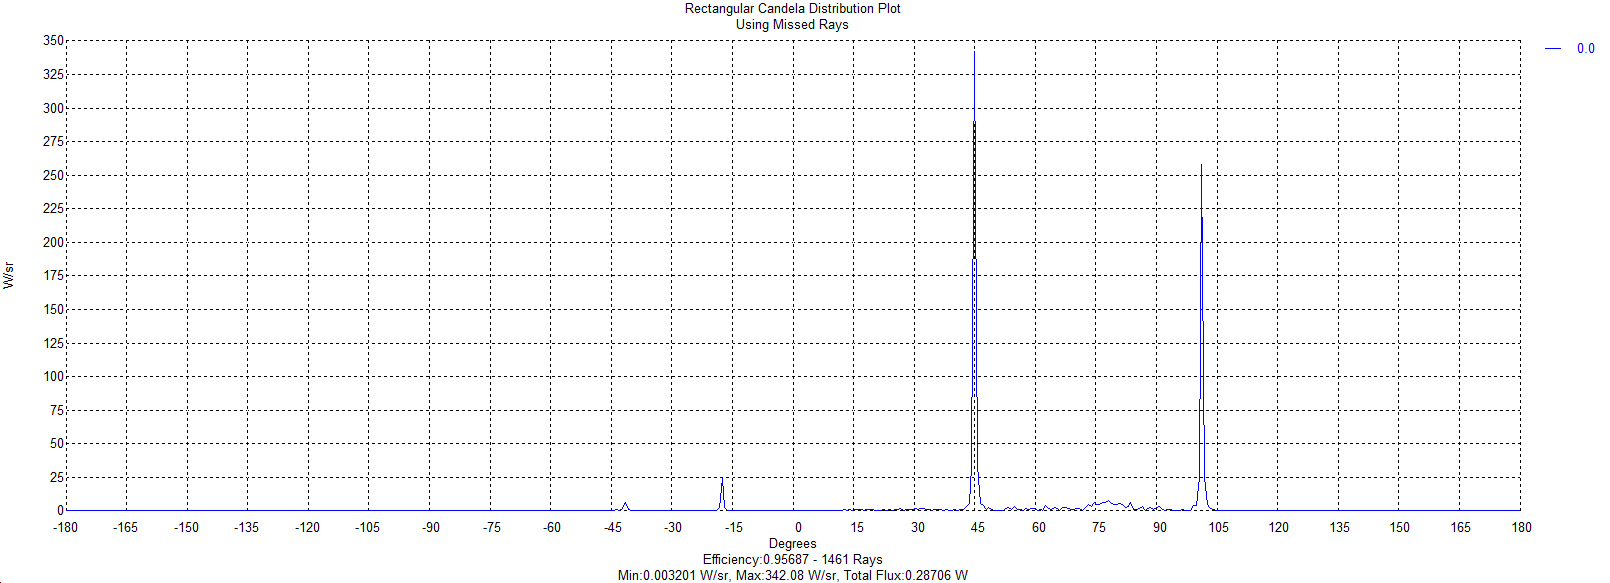 Rectangular Candela Distribution Plot
Using Missed Rays
0.0
350
325
300
275
250
225
200
175
150
125
100
75
50
25
0
W/sr
-180 -165 -150 -135 -120 -105 -90 -75 -60 -45 -30 -15 0 15 30 45 60 75 90 105 120 135 150 165 180
Degrees
Efficiency:0.95687 - 1461 Rays
Min:0.003201 W/sr, Max:342.08 W/sr, Total Flux:0.28706 W